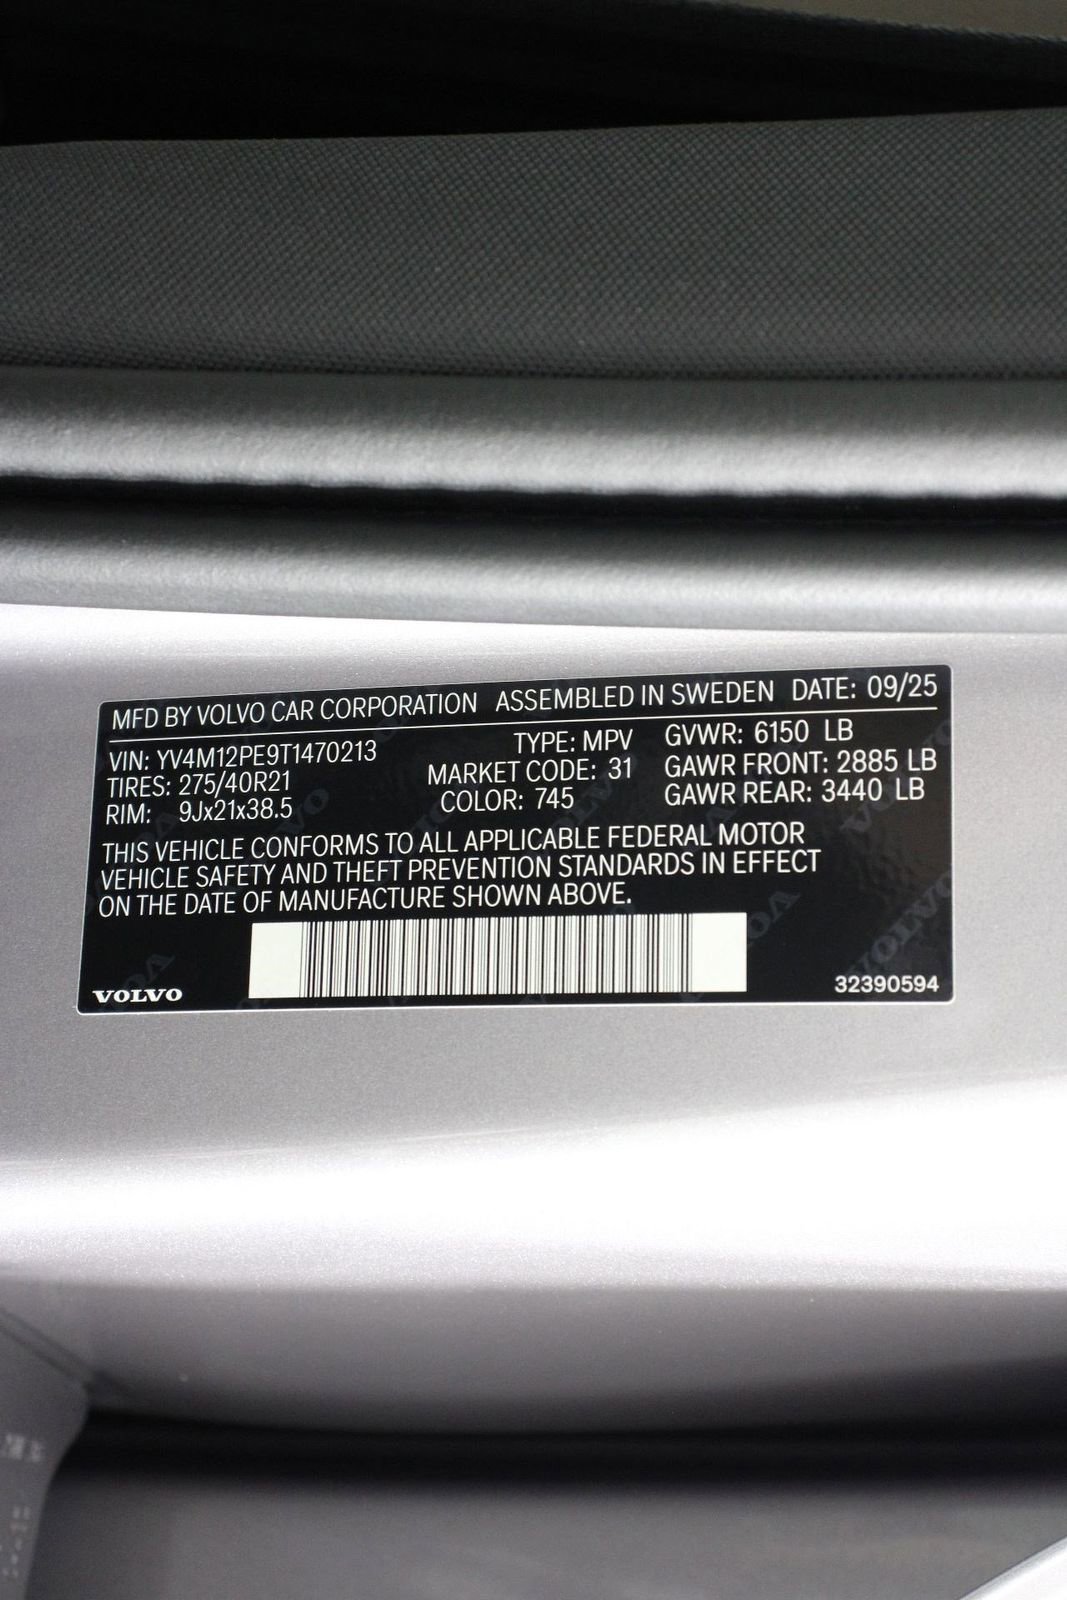 MFD BY VOLVO CAR CORPORATION ASSEMBLED IN SWEDEN DATE: 09/25
VIN: YV4M12PE9T1470213 TYPE: MPV GVWR: 6150 LB
TIRES: 275/40R21 MARKET CODE: 31 GAWR FRONT: 2885 LB
RIM: 9Jx21x38.5 COLOR: 745 GAWR REAR: 3440 LB
THIS VEHICLE CONFORMS TO ALL APPLICABLE FEDERAL MOTOR
VEHICLE SAFETY AND THEFT PREVENTION STANDARDS IN EFFECT
ON THE DATE OF MANUFACTURE SHOWN ABOVE.
VOLVO 32390594